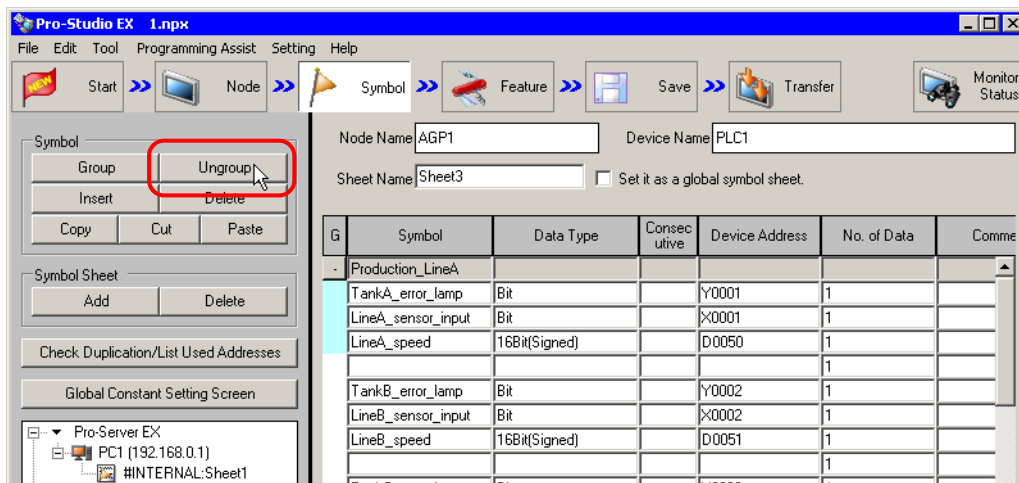 Pro-Studio EX 1.npx
File Edit Tool Programming Assist Setting Help
NEW Start Node Symbol Feature Save Transfer Monitor Status
Symbol
Group Ungroup
Insert Delete
Copy Cut Paste
Symbol Sheet
Add Delete
Check Duplication/List Used Addresses
Global Constant Setting Screen
Pro-Server EX
PC1 (192.168.0.1)
#INTERNAL:Sheet1
Node Name AGP1 Device Name PLC1
Sheet Name Sheet3 Set it as a global symbol sheet.
G Symbol Data Type Consecutive Device Address No. of Data Comme
- Production_LineA
TankA_error_lamp Bit Y0001 1
LineA_sensor_input Bit X0001 1
LineA_speed 16Bit(Signed) D0050 1
1
TankB_error_lamp Bit Y0002 1
LineB_sensor_input Bit X0002 1
LineB_speed 16Bit(Signed) D0051 1
1